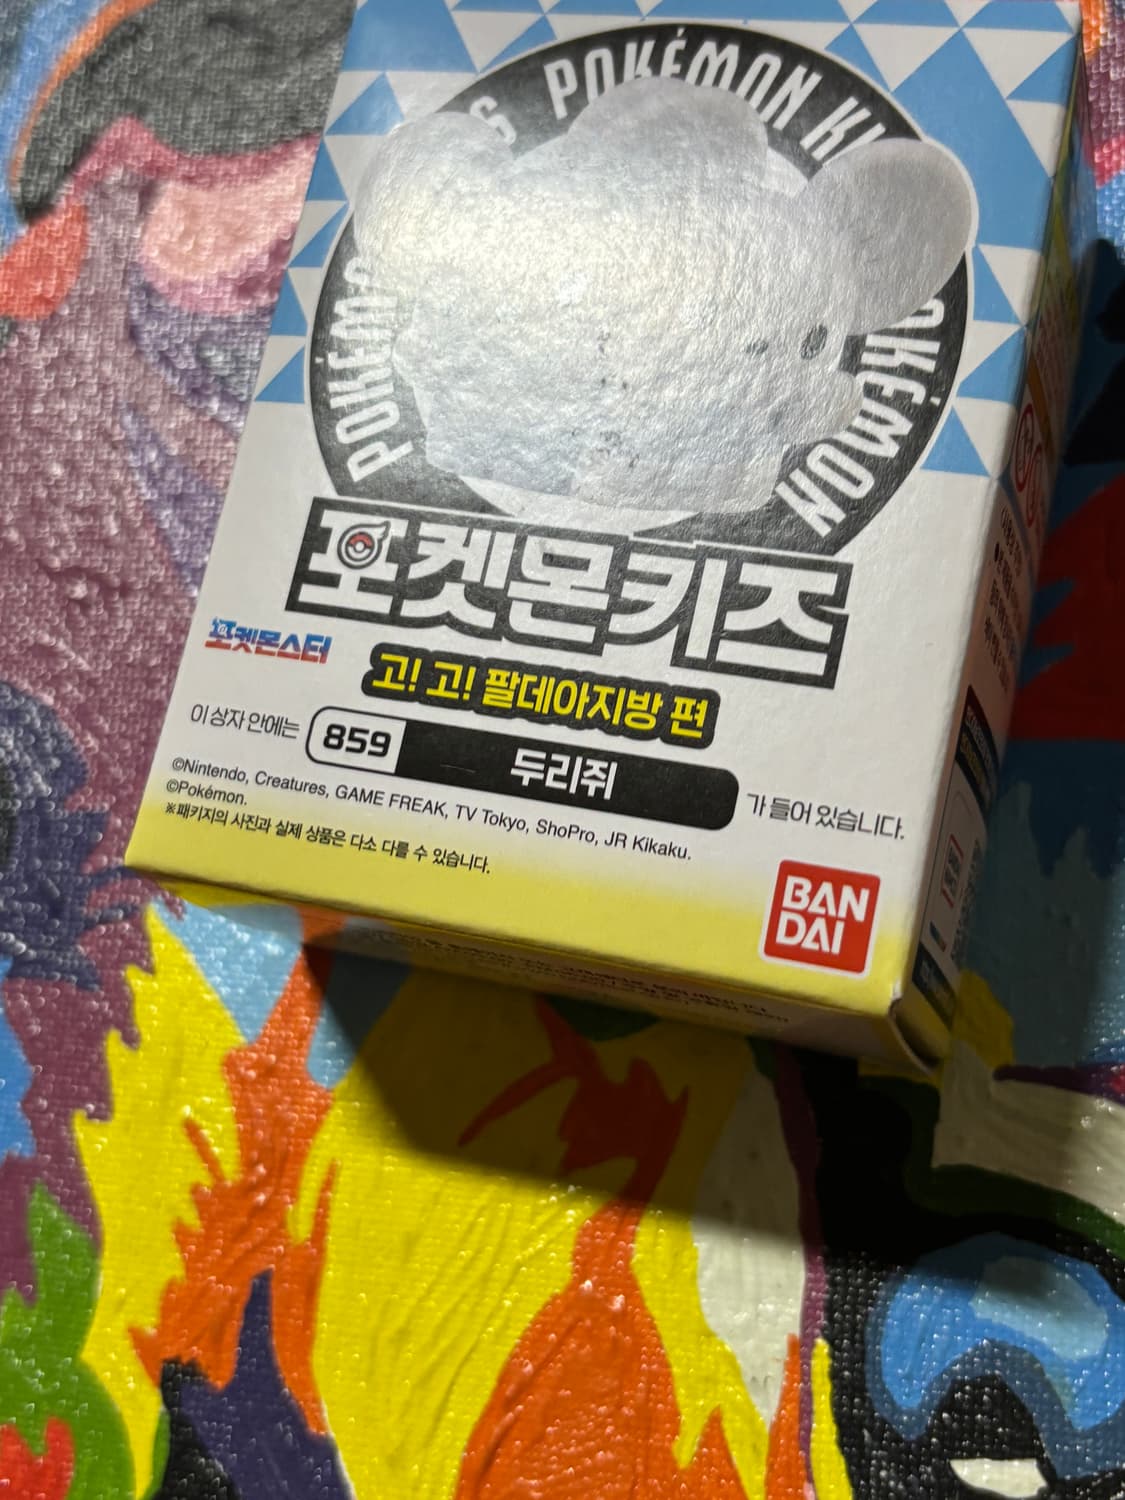 POKÉMON
POKÉMON
포켓몬키즈
포켓몬스터
고! 고! 팔데아지방 편
이 상자 안에는 859 두리쥐 가 들어 있습니다.
©Nintendo, Creatures, GAME FREAK, TV Tokyo, ShoPro, JR Kikaku.
©Pokémon.
※패키지의 사진과 실제 상품은 다소 다를 수 있습니다.
BAN
DAI